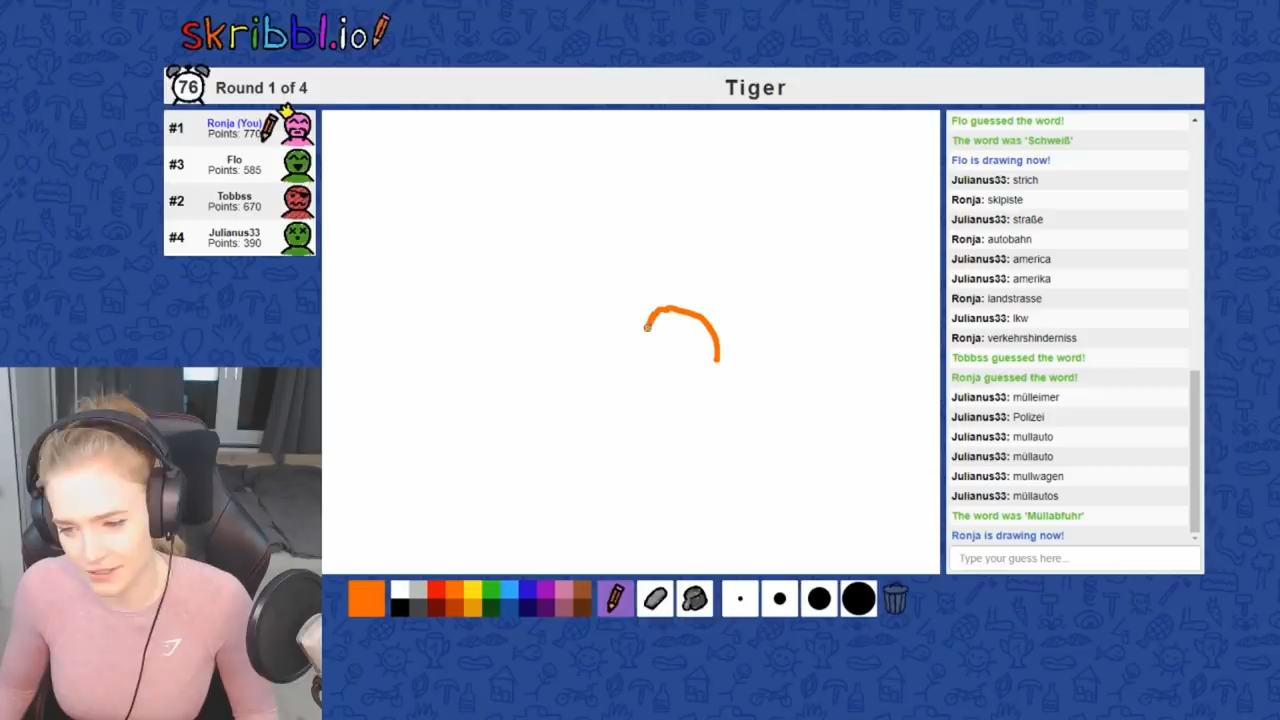 skribbl.io
76
Round 1 of 4
Tiger
#1
Ronja (You)
Points: 770
#3
Flo
Points: 585
#2
Tobbss
Points: 670
#4
Julianus33
Points: 390
Flo guessed the word!
The word was 'Schweiß'
Flo is drawing now!
Julianus33: strich
Ronja: skipiste
Julianus33: straße
Ronja: autobahn
Julianus33: america
Julianus33: amerika
Ronja: landstrasse
Julianus33: lkw
Ronja: verkehrshinderniss
Tobbss guessed the word!
Ronja guessed the word!
Julianus33: mülleimer
Julianus33: Polizei
Julianus33: mullauto
Julianus33: müllauto
Julianus33: mullwagen
Julianus33: müllautos
The word was 'Müllabfuhr'
Ronja is drawing now!
Type your guess here...